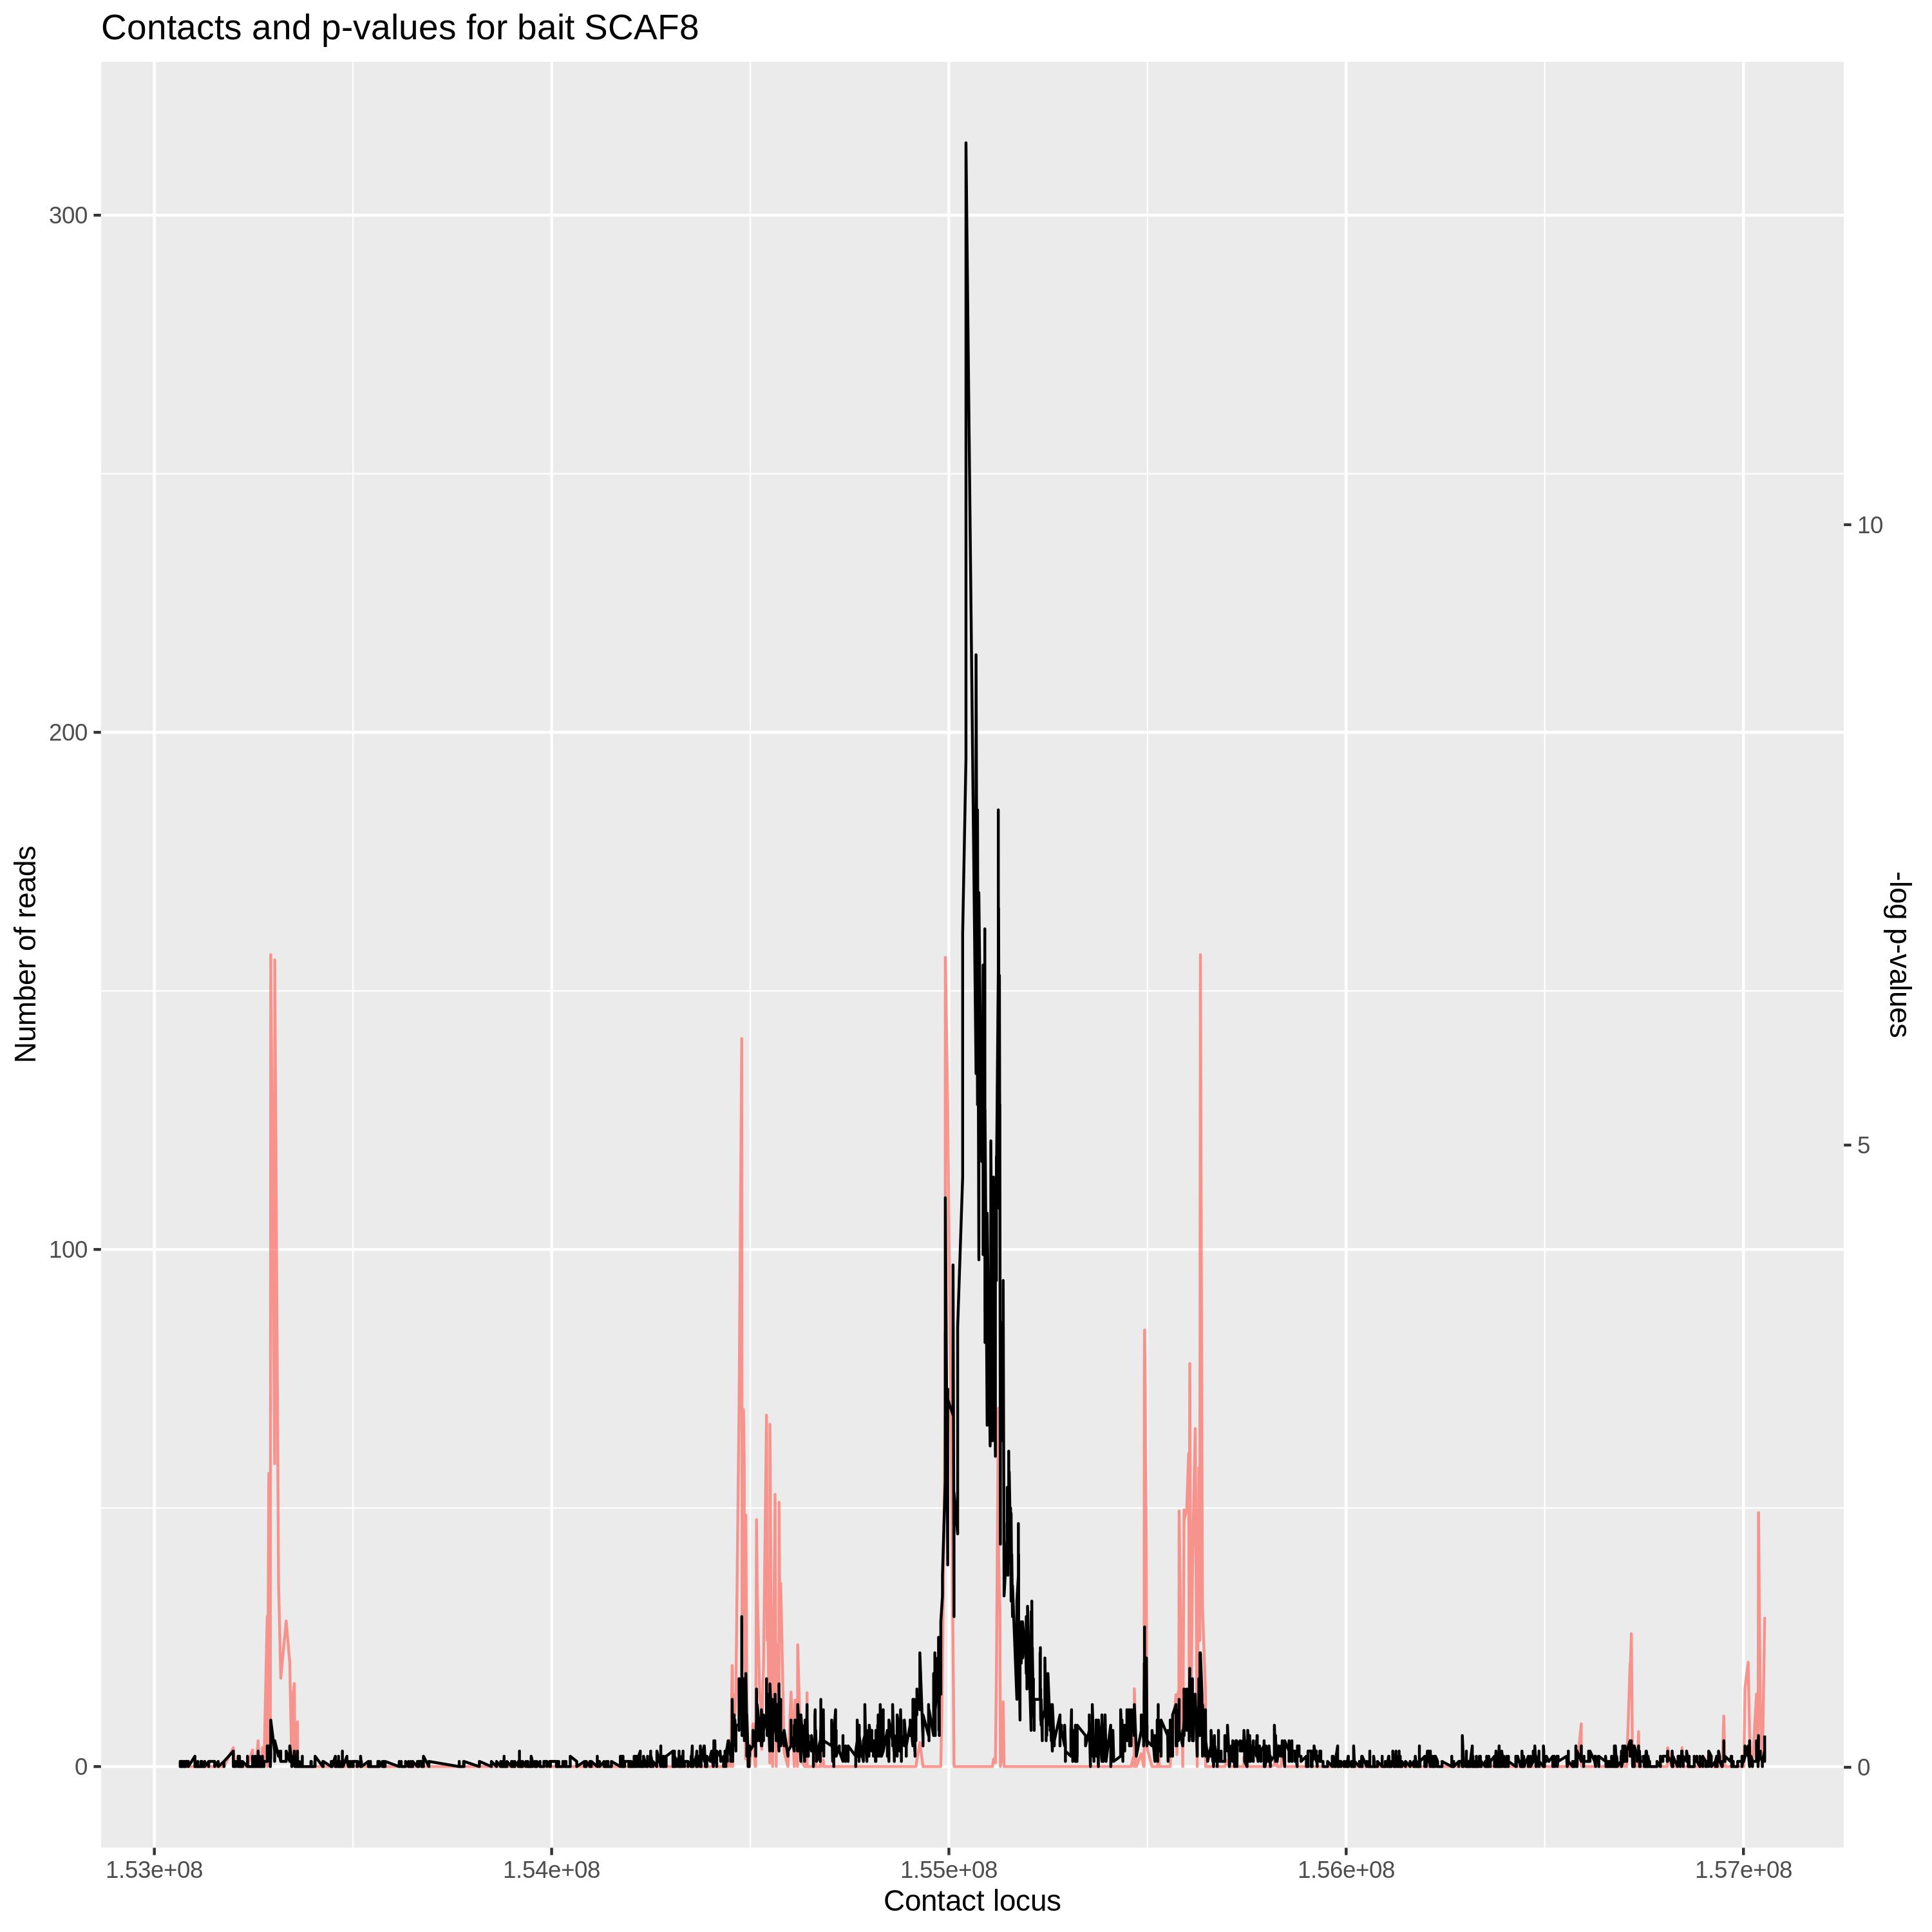 Contacts and p-values for bait SCAF8
300
200
100
0
Number of reads
10
5
0
-log p-values
1.53e+08
1.54e+08
1.55e+08
1.56e+08
1.57e+08
Contact locus